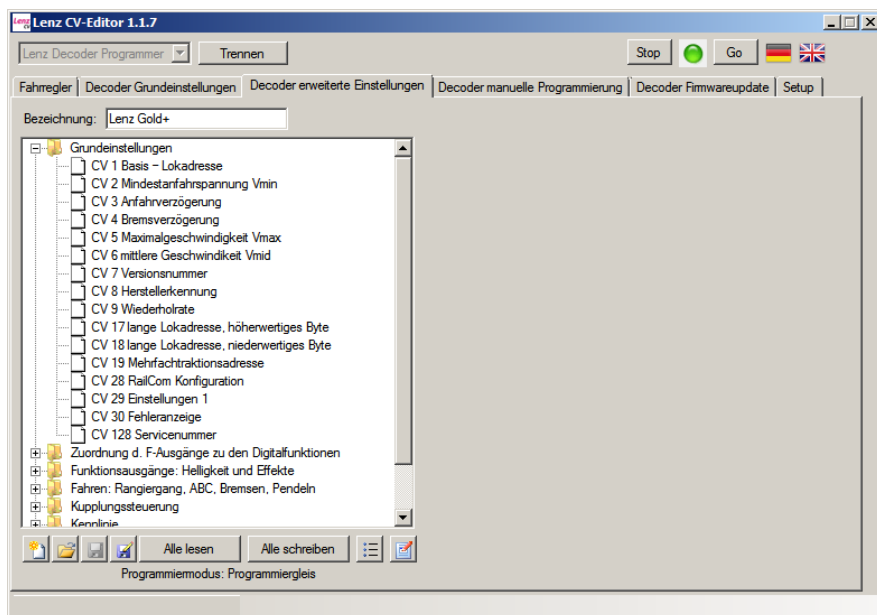 Lenz CV-Editor 1.1.7
Lenz Decoder Programmer Trennen Stop Go
Fahrregler Decoder Grundeinstellungen Decoder erweiterte Einstellungen Decoder manuelle Programmierung Decoder Firmwareupdate Setup
Bezeichnung: Lenz Gold+
Grundeinstellungen
CV 1 Basis – Lokadresse
CV 2 Mindestanfahrspannung Vmin
CV 3 Anfahrverzögerung
CV 4 Bremsverzögerung
CV 5 Maximalgeschwindigkeit Vmax
CV 6 mittlere Geschwindikeit Vmid
CV 7 Versionsnummer
CV 8 Herstellerkennung
CV 9 Wiederholrate
CV 17 lange Lokadresse, höherwertiges Byte
CV 18 lange Lokadresse, niederwertiges Byte
CV 19 Mehrfachtraktionsadresse
CV 28 RailCom Konfiguration
CV 29 Einstellungen 1
CV 30 Fehleranzeige
CV 128 Servicenummer
Zuordnung d. F-Ausgänge zu den Digitalfunktionen
Funktionsausgänge: Helligkeit und Effekte
Fahren: Rangiergang, ABC, Bremsen, Pendeln
Kupplungssteuerung
Kennlinie
Alle lesen Alle schreiben
Programmiermodus: Programmiergleis